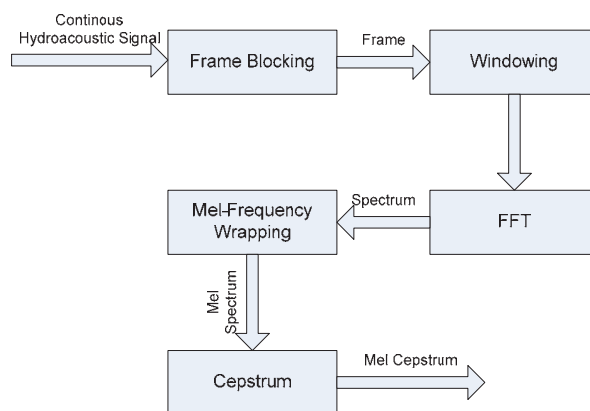 Continous
Hydroacoustic Signal
Frame Blocking
Frame
Windowing
FFT
Spectrum
Mel-Frequency
Wrapping
Mel
Spectrum
Cepstrum
Mel Cepstrum